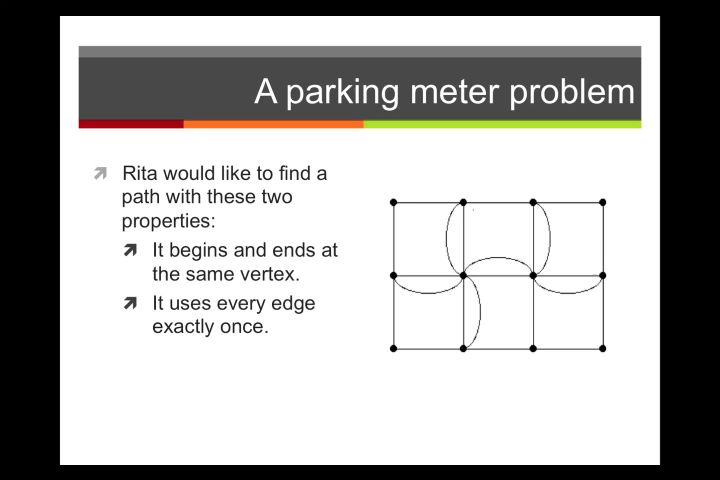 A parking meter problem
Rita would like to find a
path with these two
properties:
It begins and ends at
the same vertex.
It uses every edge
exactly once.